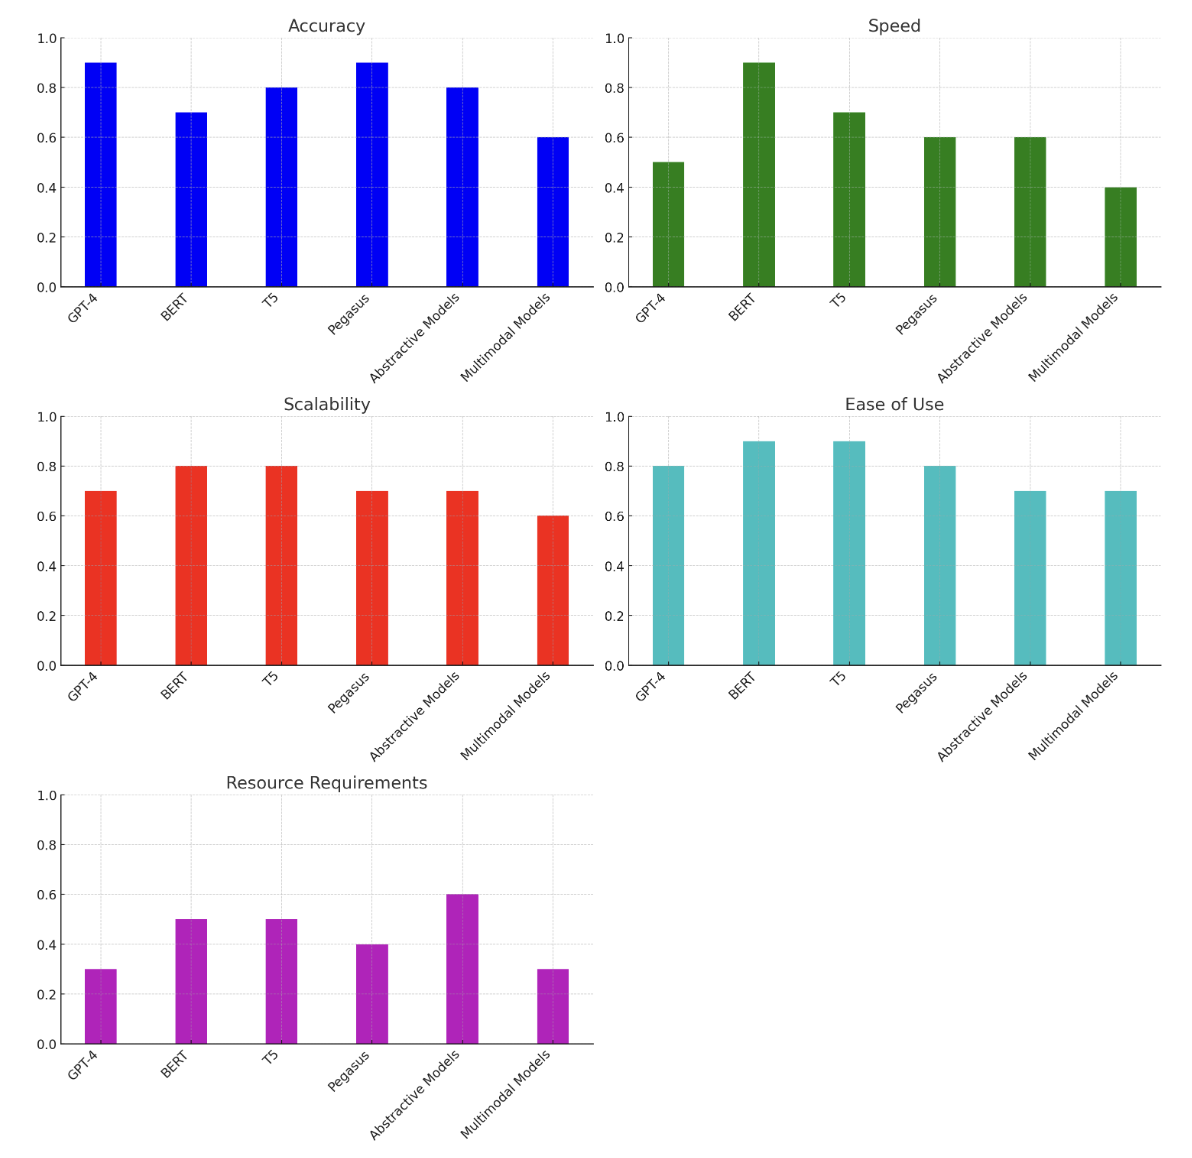 Accuracy
1.0
0.8
0.6
0.4
0.2
0.0
GPT-4
BERT
T5
Pegasus
Abstractive Models
Multimodal Models
Speed
1.0
0.8
0.6
0.4
0.2
0.0
GPT-4
BERT
T5
Pegasus
Abstractive Models
Multimodal Models
Scalability
1.0
0.8
0.6
0.4
0.2
0.0
GPT-4
BERT
T5
Pegasus
Abstractive Models
Multimodal Models
Ease of Use
1.0
0.8
0.6
0.4
0.2
0.0
GPT-4
BERT
T5
Pegasus
Abstractive Models
Multimodal Models
Resource Requirements
1.0
0.8
0.6
0.4
0.2
0.0
GPT-4
BERT
T5
Pegasus
Abstractive Models
Multimodal Models